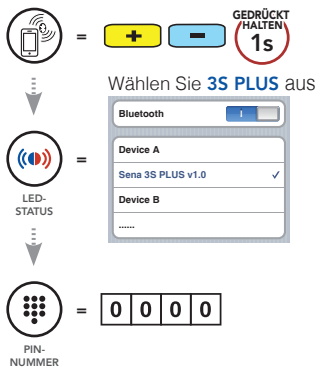 GEDRÜCKT
HALTEN
= + − 1s
Wählen Sie 3S PLUS aus
Bluetooth I
=
Device A
Sena 3S PLUS v1.0 ✓
Device B
......
LED-
STATUS
= 0 0 0 0
PIN-
NUMMER